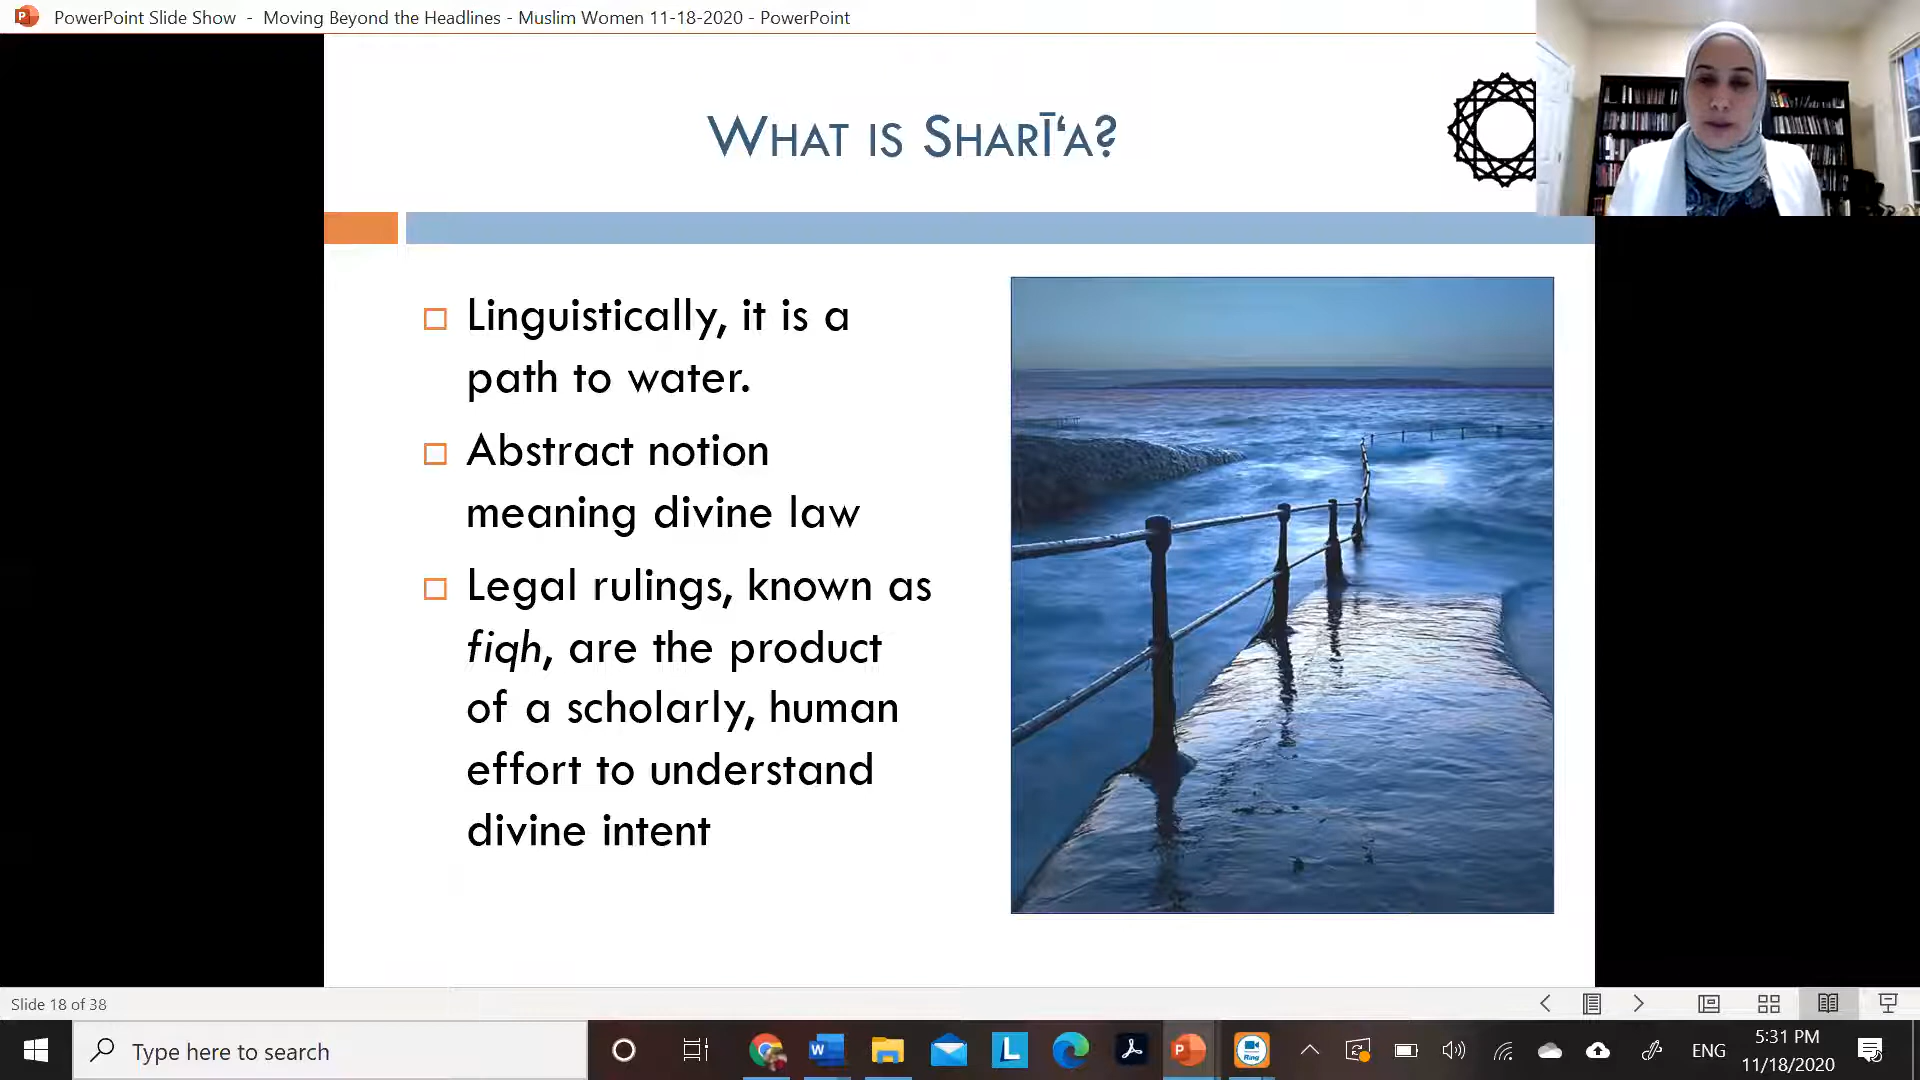 PowerPoint Slide Show - Moving Beyond the Headlines - Muslim Women 11-18-2020 - PowerPoint
WHAT IS SHARĪ‘A?
Linguistically, it is a
path to water.
Abstract notion
meaning divine law
Legal rulings, known as
fiqh, are the product
of a scholarly, human
effort to understand
divine intent
Slide 18 of 38
Type here to search
ENG
5:31 PM
11/18/2020